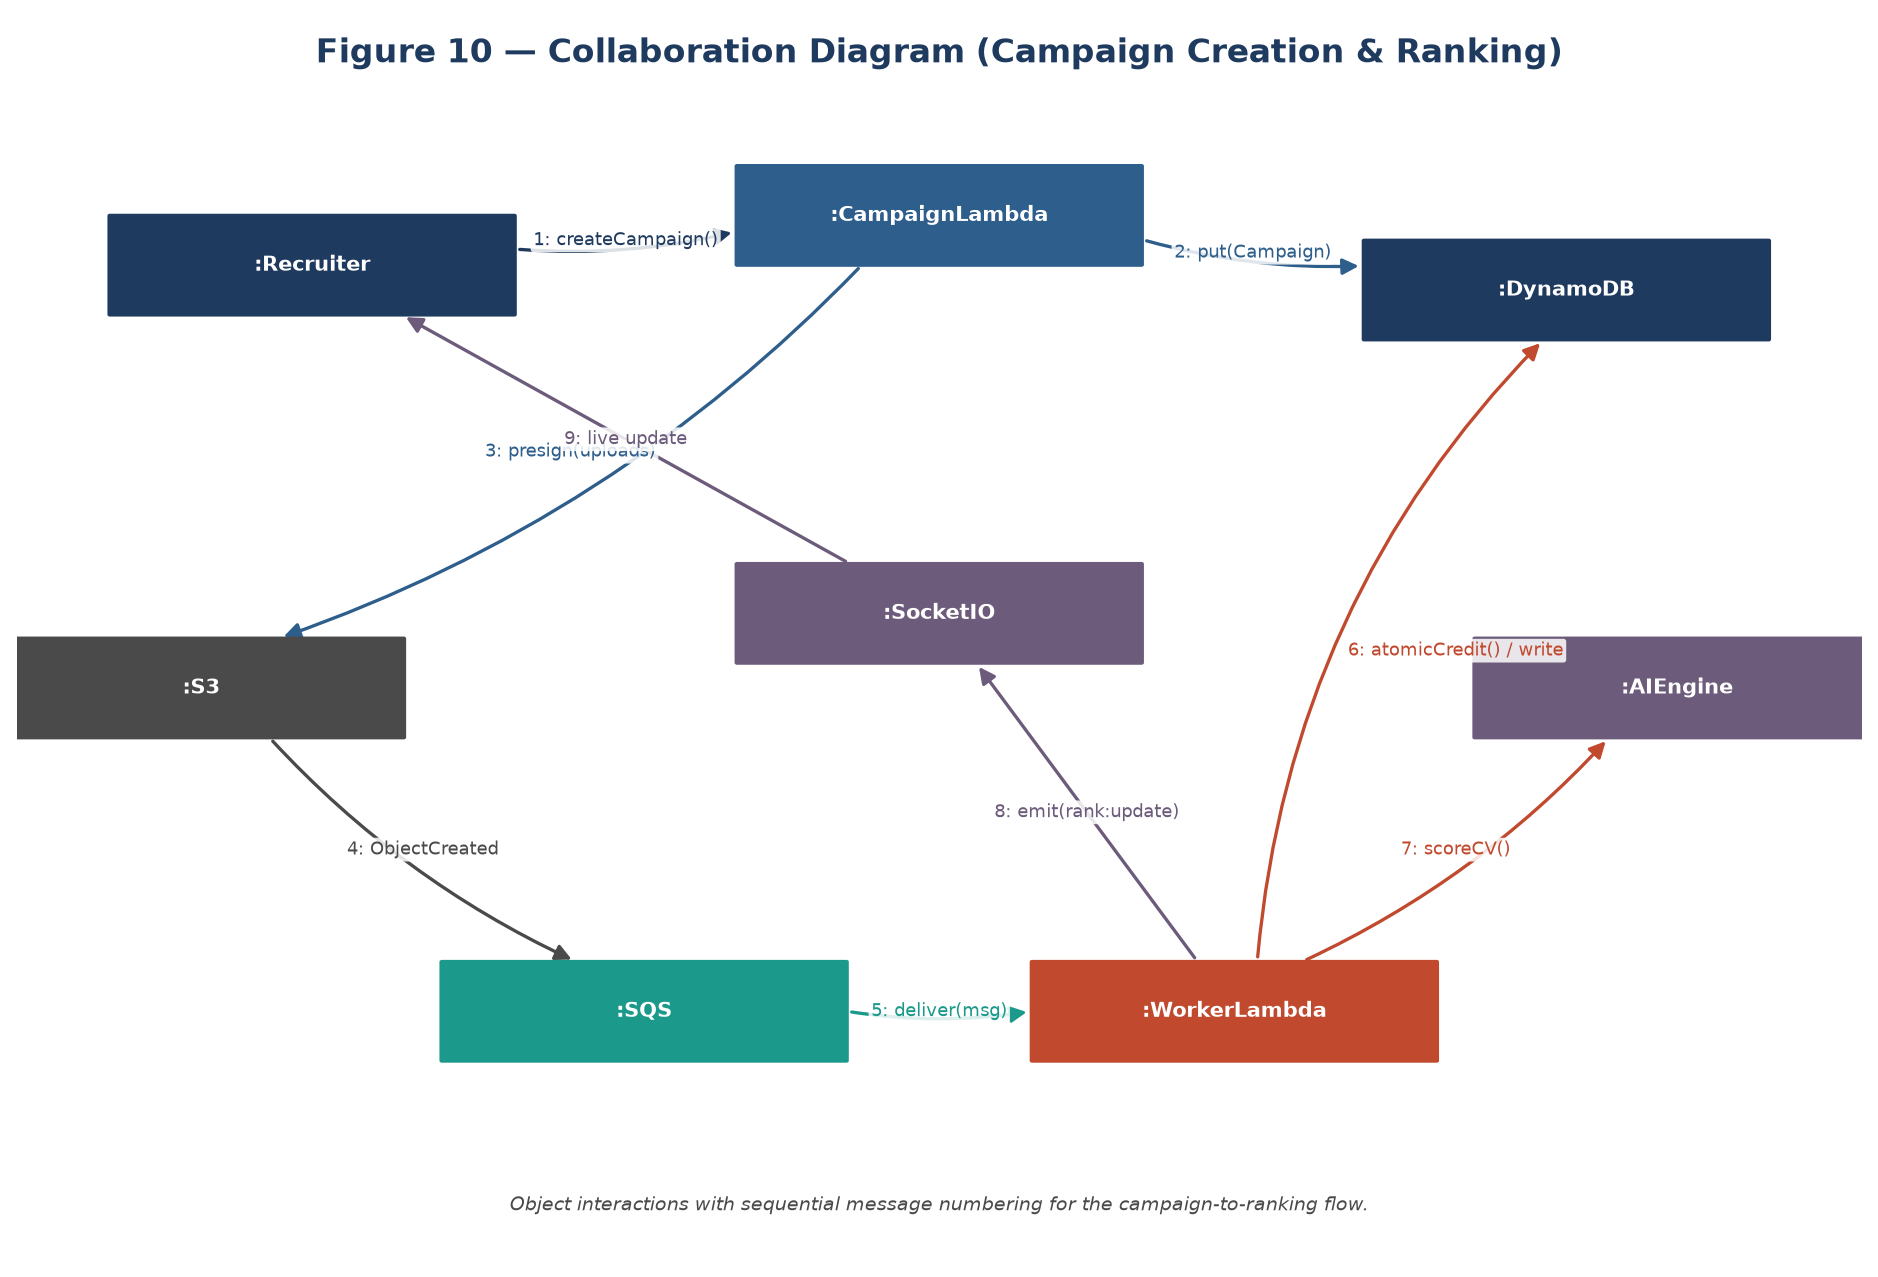 Figure 10 — Collaboration Diagram (Campaign Creation & Ranking)
:CampaignLambda
:Recruiter
1: createCampaign()
2: put(Campaign)
:DynamoDB
9: live update
3: presign(uploads)
:SocketIO
6: atomicCredit() / write
:S3
:AIEngine
8: emit(rank:update)
4: ObjectCreated
7: scoreCV()
:SQS
5: deliver(msg)
:WorkerLambda
Object interactions with sequential message numbering for the campaign-to-ranking flow.